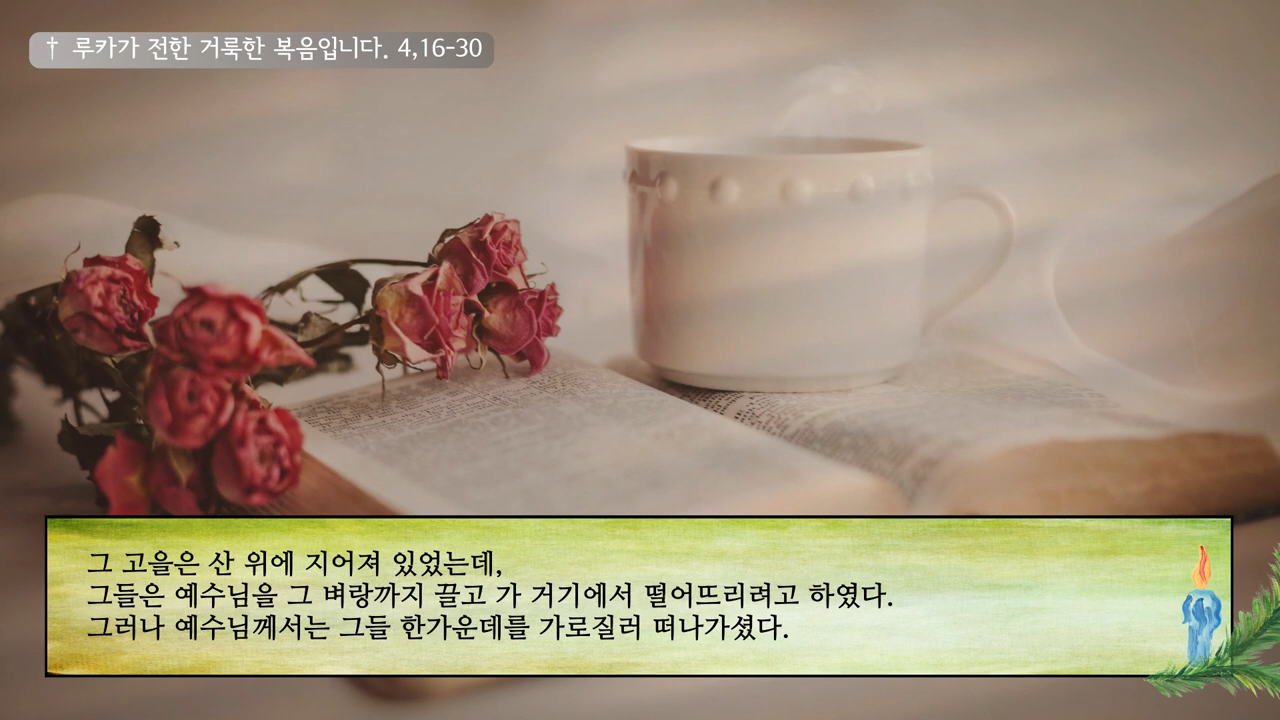 † 루카가 전한 거룩한 복음입니다. 4,16-30
그 고을은 산 위에 지어져 있었는데,
그들은 예수님을 그 벼랑까지 끌고 가 거기에서 떨어뜨리려고 하였다.
그러나 예수님께서는 그들 한가운데를 가로질러 떠나가셨다.